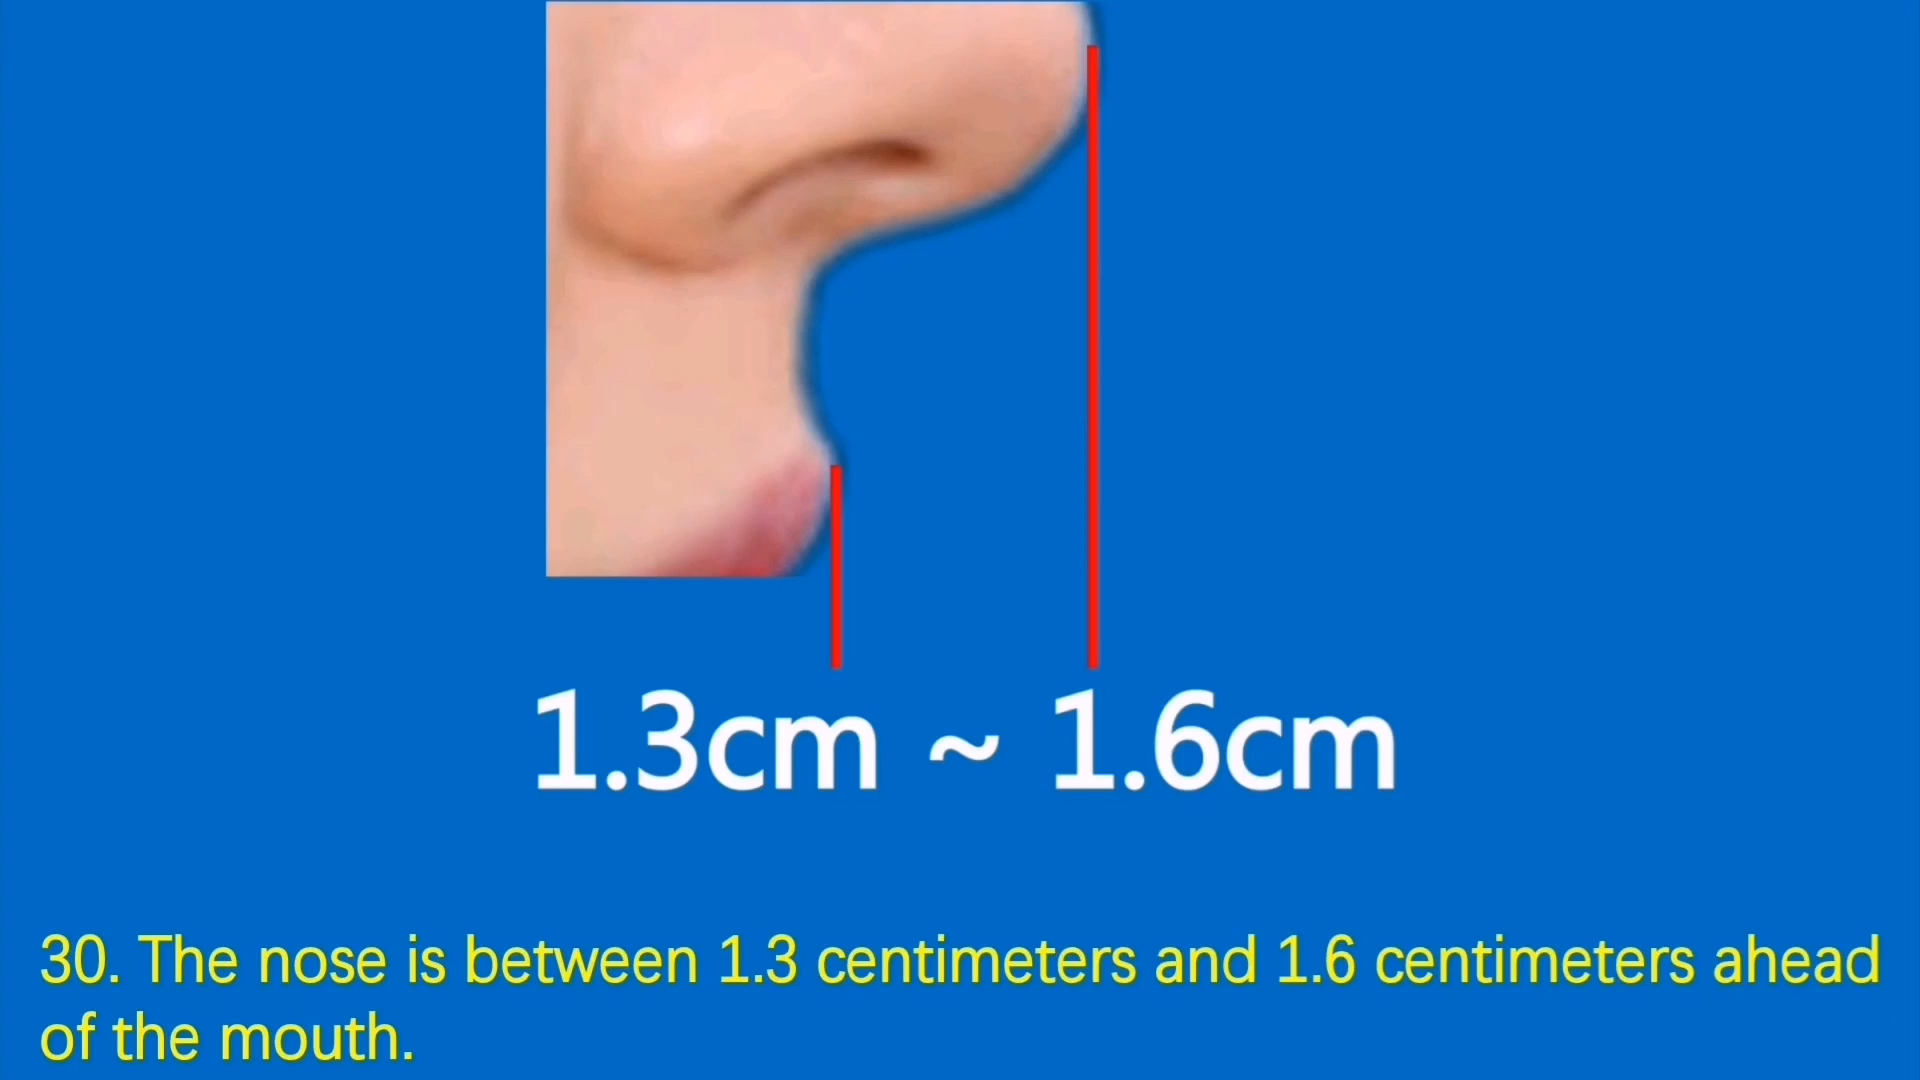 1.3cm ~ 1.6cm
30. The nose is between 1.3 centimeters and 1.6 centimeters ahead
of the mouth.